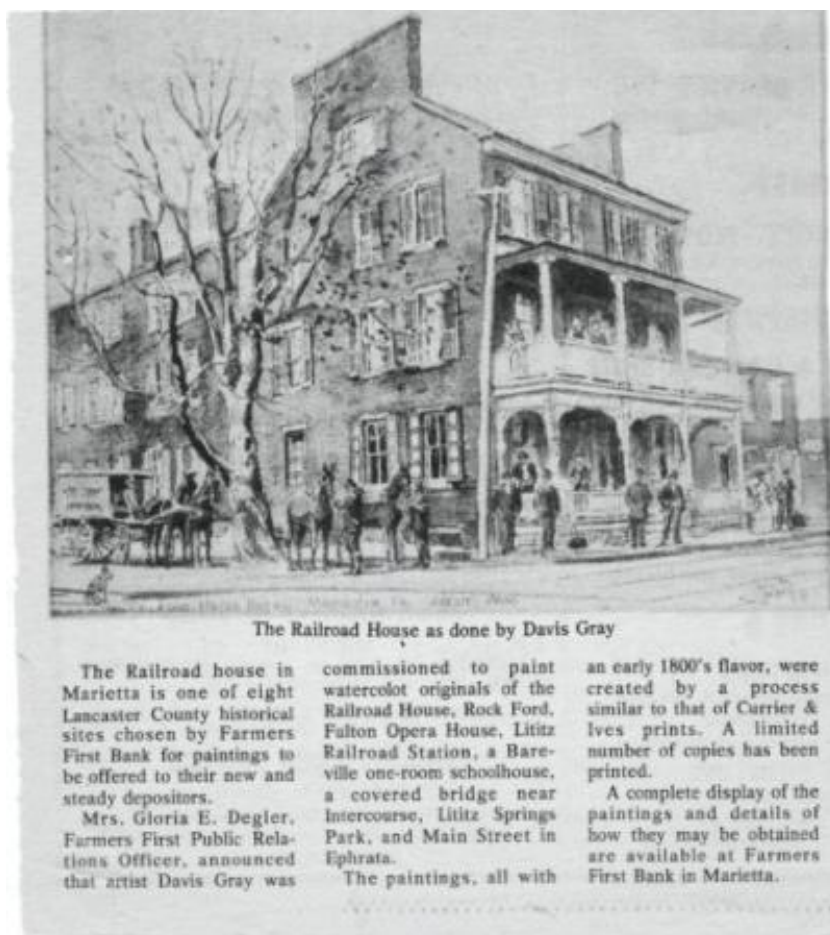 The Railroad House as done by Davis Gray
The Railroad house in
Marietta is one of eight
Lancaster County historical
sites chosen by Farmers
First Bank for paintings to
be offered to their new and
steady depositors.
Mrs. Gloria E. Degler,
Farmers First Public Rela-
tions Officer, announced
that artist Davis Gray was
commissioned to paint
watercolot originals of the
Railroad House, Rock Ford,
Fulton Opera House, Lititz
Railroad Station, a Bare-
ville one-room schoolhouse,
a covered bridge near
Intercourse, Lititz Springs
Park, and Main Street in
Ephrata.
The paintings, all with
an early 1800's flavor, were
created by a process
similar to that of Currier &
Ives prints. A limited
number of copies has been
printed.
A complete display of the
paintings and details of
how they may be obtained
are available at Farmers
First Bank in Marietta.